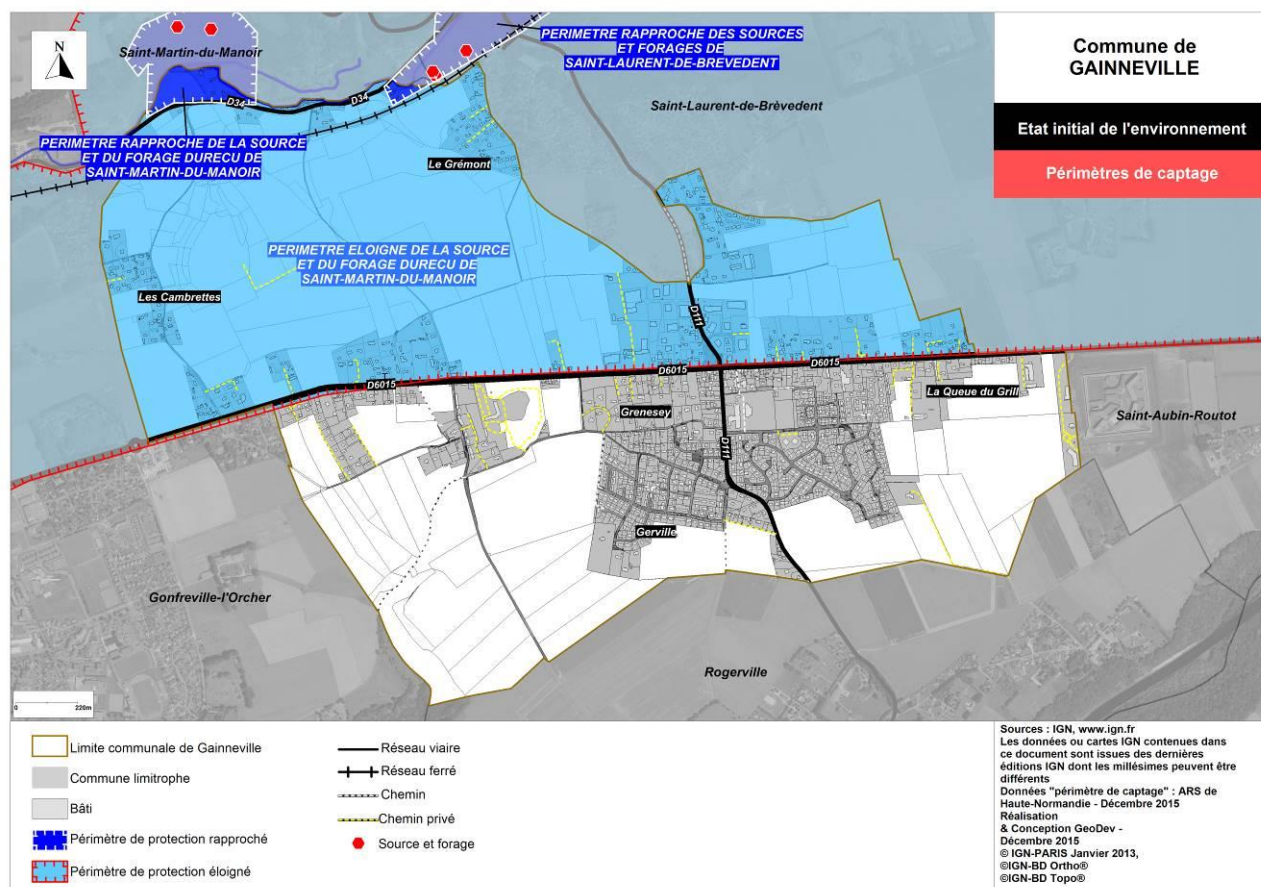 N
Saint-Martin-du-Manoir
PERIMETRE RAPPROCHE DES SOURCES
ET FORAGES DE
SAINT-LAURENT-DE-BREVEDENT
Commune de
GAINNEVILLE
Etat initial de l'environnement
Périmètres de captage
D34
D34
Saint-Laurent-de-Brèvedent
PERIMETRE RAPPROCHE DE LA SOURCE
ET DU FORAGE DURECU DE
SAINT-MARTIN-DU-MANOIR
Le Grémont
PERIMETRE ELOIGNE DE LA SOURCE
ET DU FORAGE DURECU DE
SAINT-MARTIN-DU-MANOIR
Les Cambrettes
D111
D6015
D6015
D6015
La Queue du Grill
Grenesey
Saint-Aubin-Routot
D111
Gerville
Gonfreville-l'Orcher
Rogerville
0 220m
Limite communale de Gainneville
Commune limitrophe
Bâti
Périmètre de protection rapproché
Périmètre de protection éloigné
Réseau viaire
Réseau ferré
Chemin
Chemin privé
Source et forage
Sources : IGN, www.ign.fr
Les données ou cartes IGN contenues dans
ce document sont issues des dernières
éditions IGN dont les millésimes peuvent être
différents
Données "périmètre de captage" : ARS de
Haute-Normandie - Décembre 2015
Réalisation
& Conception GeoDev -
Décembre 2015
© IGN-PARIS Janvier 2013,
©IGN-BD Ortho®
©IGN-BD Topo®